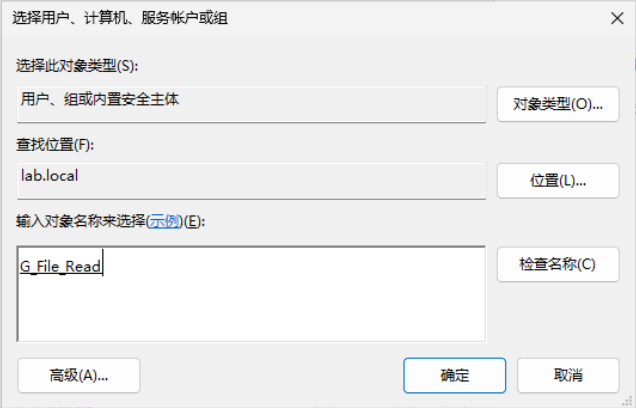 选择用户、计算机、服务帐户或组
选择此对象类型(S):
用户、组或内置安全主体
对象类型(O)...
查找位置(F):
lab.local
位置(L)...
输入对象名称来选择(示例)(E):
G_File_Read
检查名称(C)
高级(A)...
确定
取消